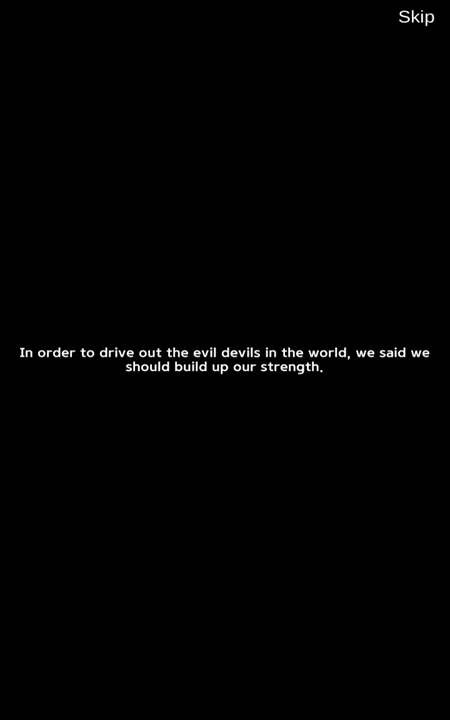 Skip
In order to drive out the evil devils in the world, we said we
should build up our strength.